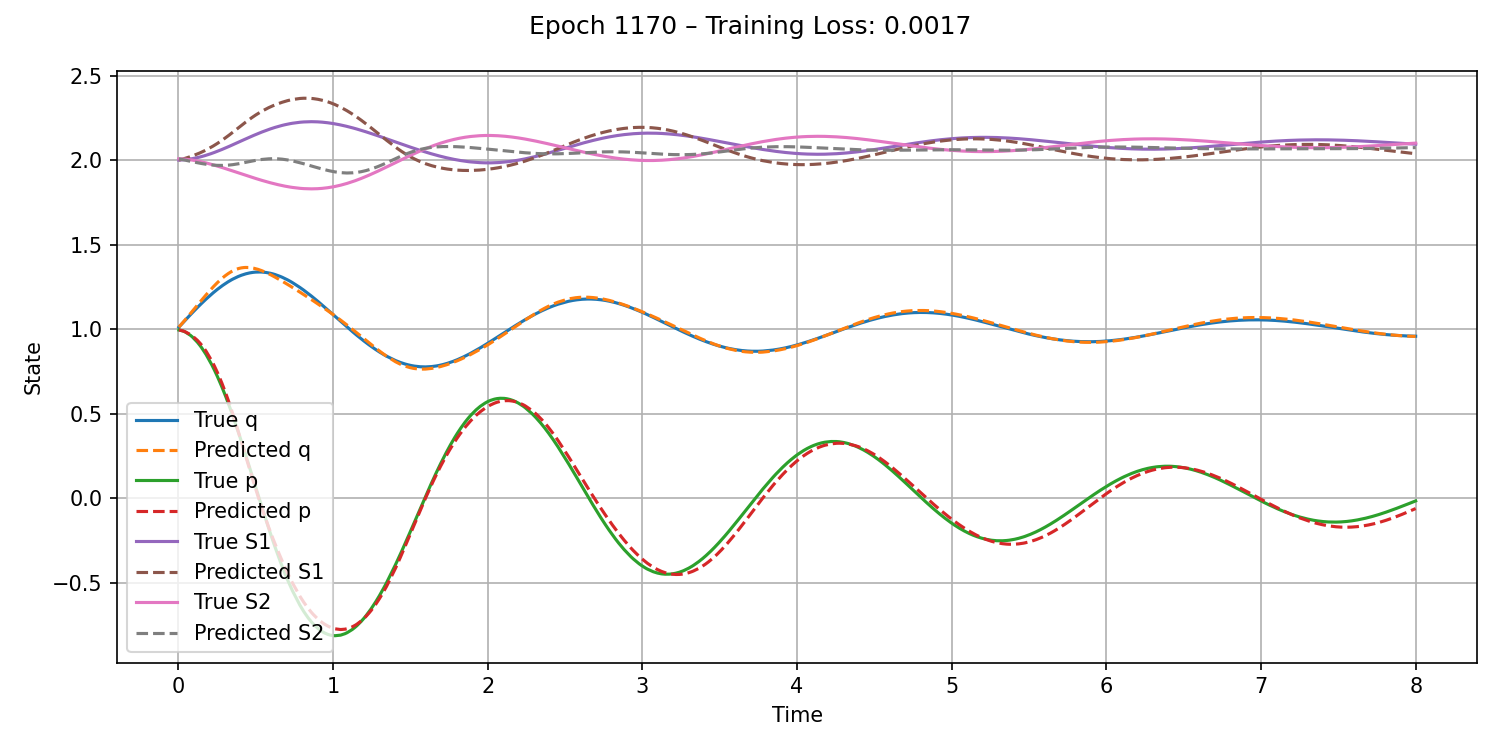 Epoch 1170 – Training Loss: 0.0017
2.5
2.0
1.5
1.0
0.5
0.0
−0.5
State
True q
Predicted q
True p
Predicted p
True S1
Predicted S1
True S2
Predicted S2
0 1 2 3 4 5 6 7 8
Time